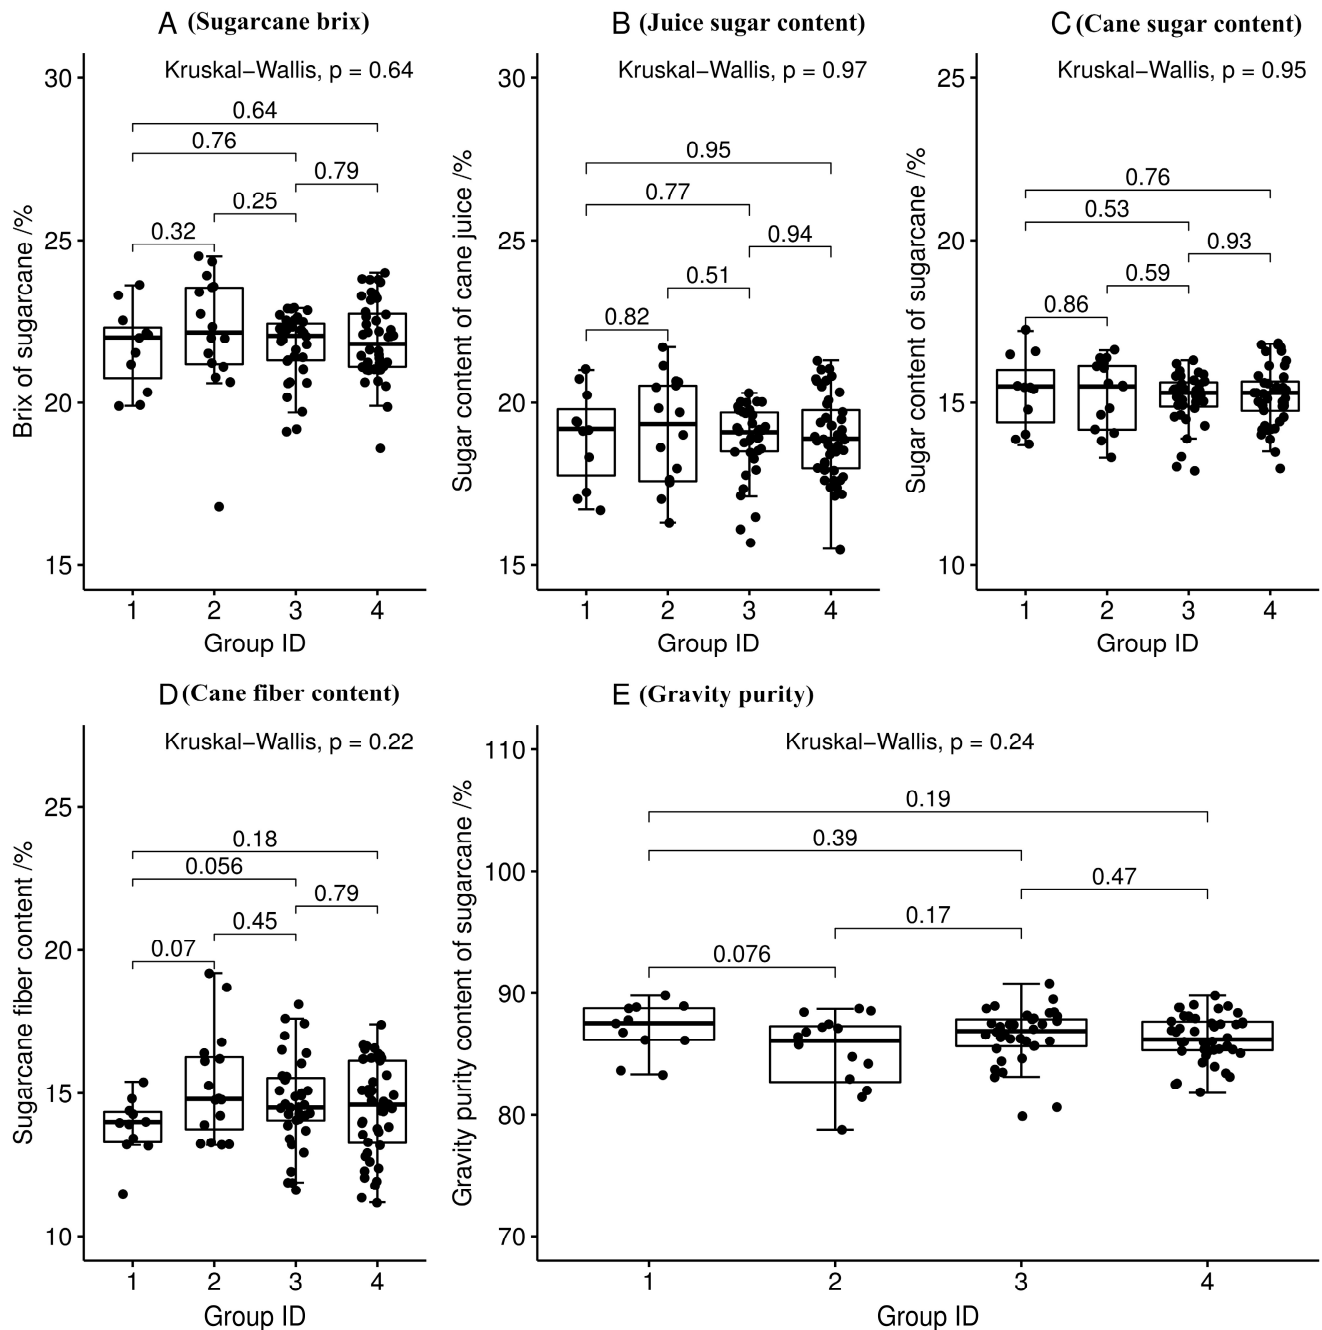 A (Sugarcane brix)
Kruskal−Wallis, p = 0.64
30
25
20
15
Brix of sugarcane /%
0.64
0.76
0.79
0.25
0.32
1 2 3 4
Group ID
B (Juice sugar content)
Kruskal−Wallis, p = 0.97
30
25
20
15
Sugar content of cane juice /%
0.95
0.77
0.94
0.51
0.82
1 2 3 4
Group ID
C (Cane sugar content)
Kruskal−Wallis, p = 0.95
25
20
15
10
Sugar content of sugarcane /%
0.76
0.53
0.93
0.59
0.86
1 2 3 4
Group ID
D (Cane fiber content)
Kruskal−Wallis, p = 0.22
25
20
15
10
Sugarcane fiber content /%
0.18
0.056
0.79
0.45
0.07
1 2 3 4
Group ID
E (Gravity purity)
Kruskal−Wallis, p = 0.24
110
100
90
80
70
Gravity purity content of sugarcane /%
0.19
0.39
0.47
0.17
0.076
1 2 3 4
Group ID